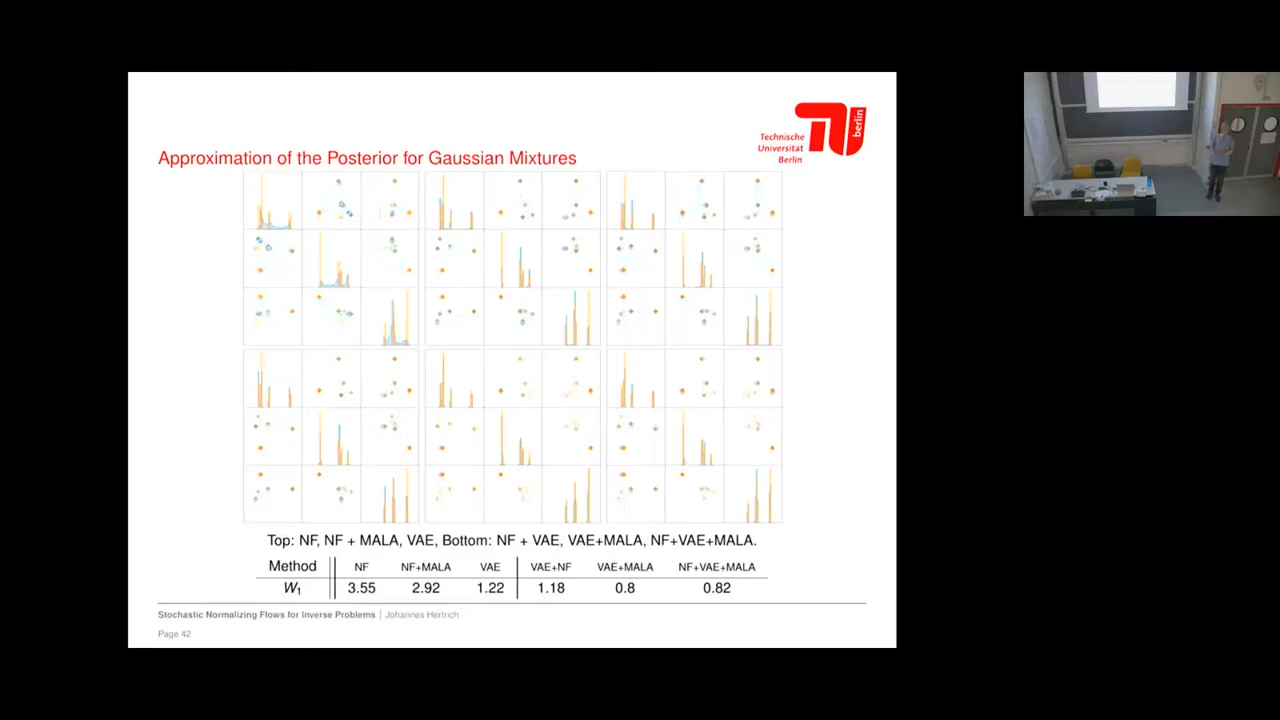 Technische
Universität
Berlin
berlin
Approximation of the Posterior for Gaussian Mixtures
Top: NF, NF + MALA, VAE, Bottom: NF + VAE, VAE+MALA, NF+VAE+MALA.
Method NF NF+MALA VAE VAE+NF VAE+MALA NF+VAE+MALA
W1 3.55 2.92 1.22 1.18 0.8 0.82
Stochastic Normalizing Flows for Inverse Problems | Johannes Hertrich
Page 42